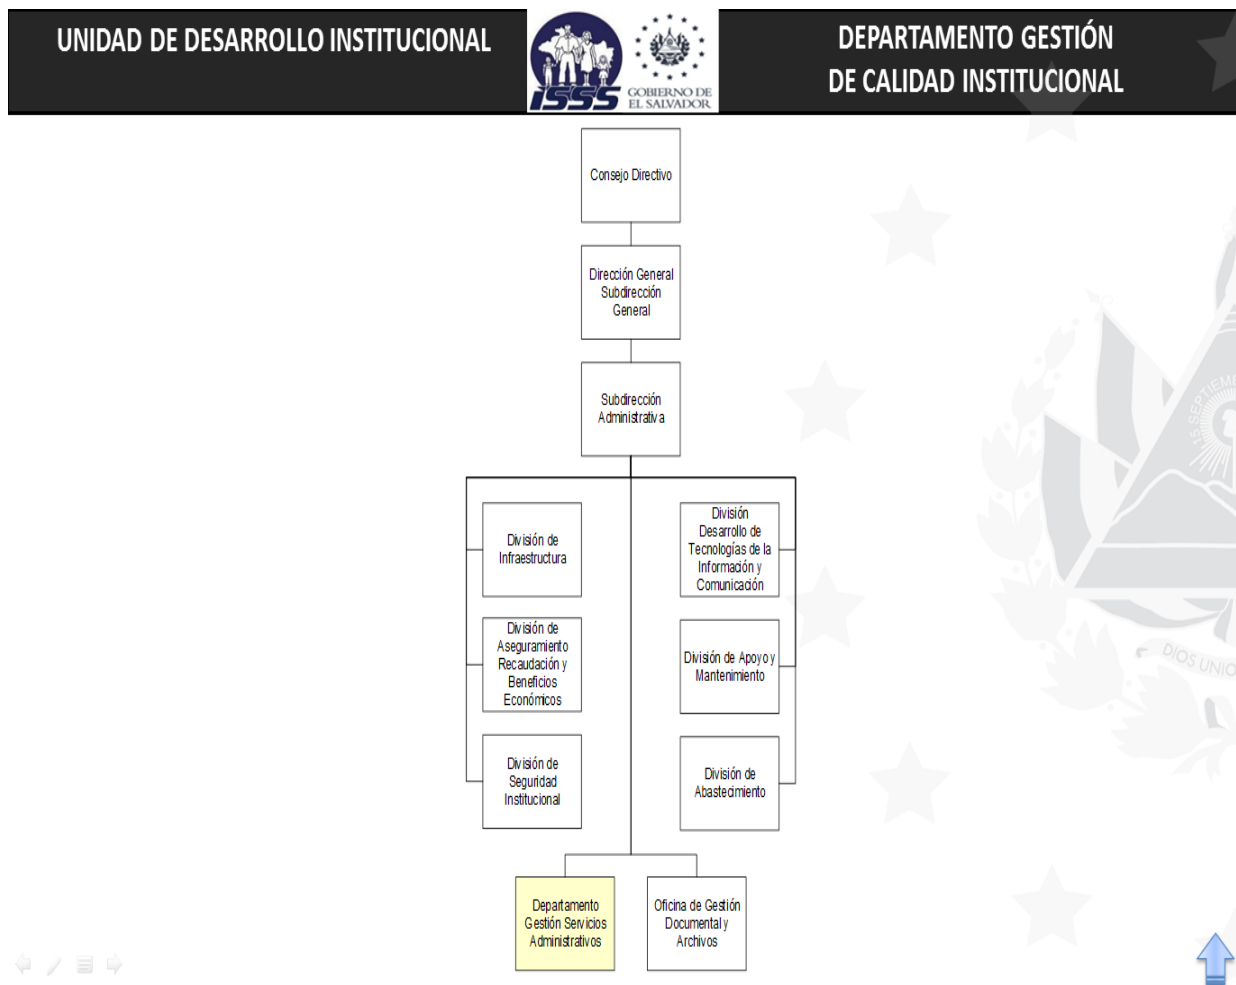 UNIDAD DE DESARROLLO INSTITUCIONAL
ISSS
GOBIERNO DE
EL SALVADOR
DEPARTAMENTO GESTIÓN
DE CALIDAD INSTITUCIONAL
Consejo Directivo
Dirección General
Subdirección
General
Subdirección
Administrativa
División de
Infraestructura
División
Desarrollo de
Tecnologías de la
Información y
Comunicación
División de
Aseguramiento
Recaudación y
Beneficios
Económicos
División de Apoyo y
Mantenimiento
División de
Seguridad
Institucional
División de
Abastecimiento
Departamento
Gestión Servicios
Administrativos
Oficina de Gestión
Documental y
Archivos
15 SEPTIEM
DIOS UNIO